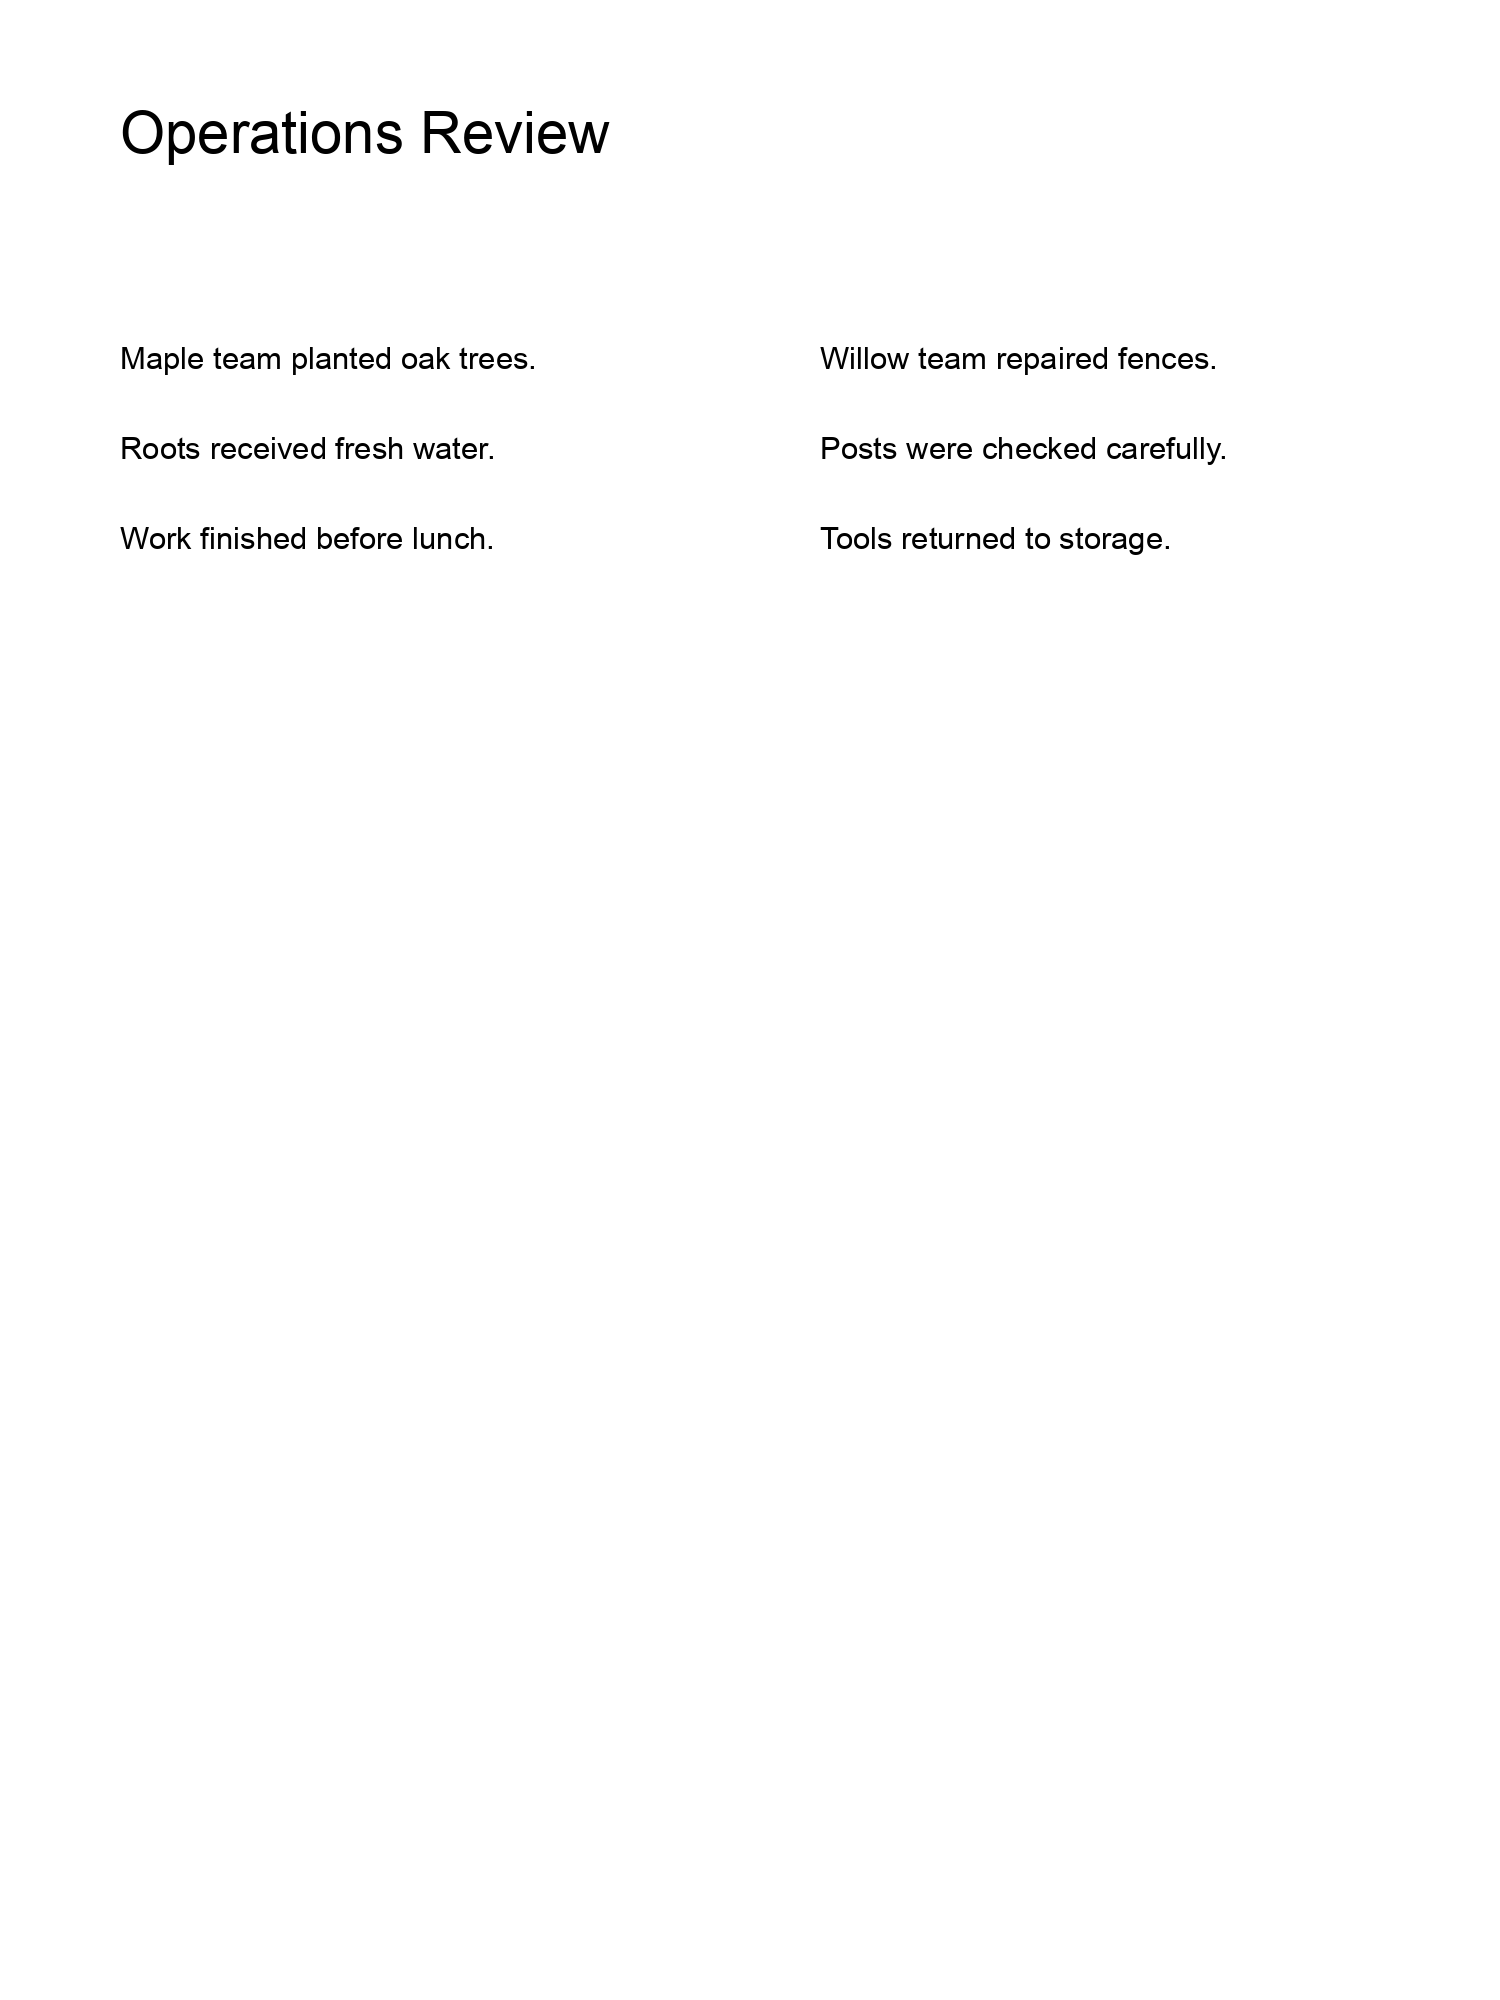 Operations Review
Maple team planted oak trees.
Roots received fresh water.
Work finished before lunch.
Willow team repaired fences.
Posts were checked carefully.
Tools returned to storage.